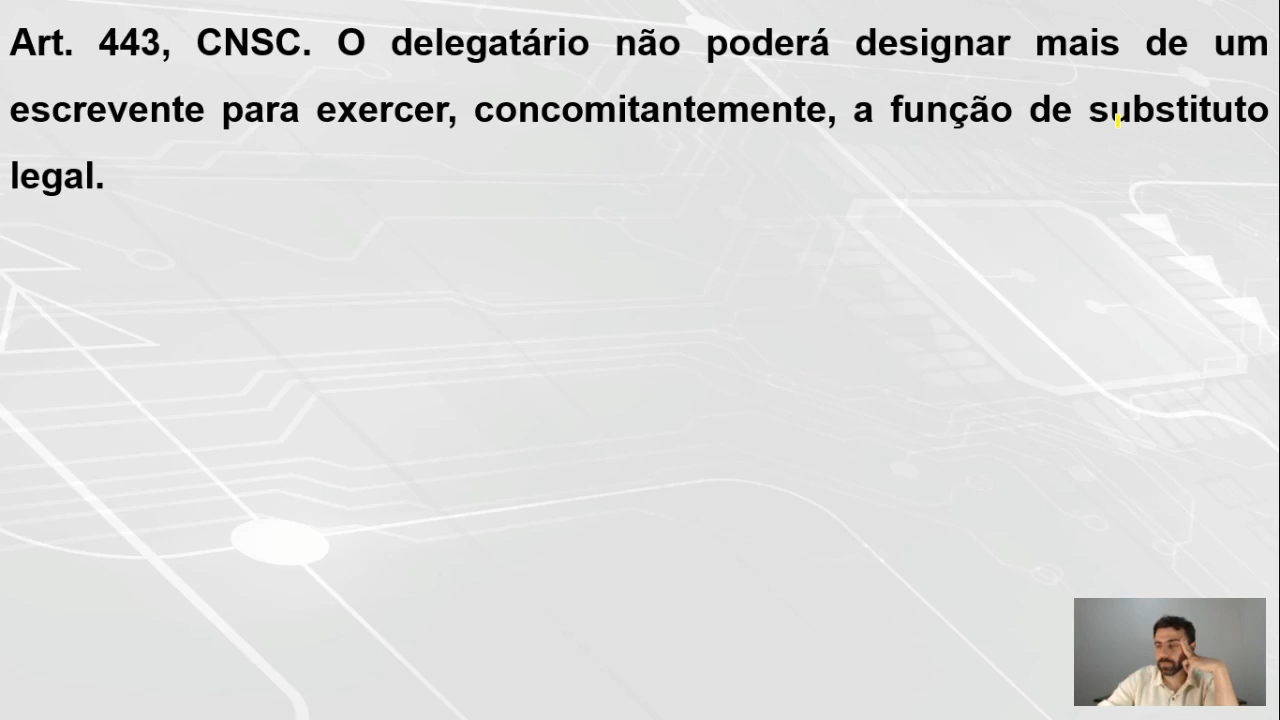 Art. 443, CNSC. O delegatário não poderá designar mais de um
escrevente para exercer, concomitantemente, a função de substituto
legal.